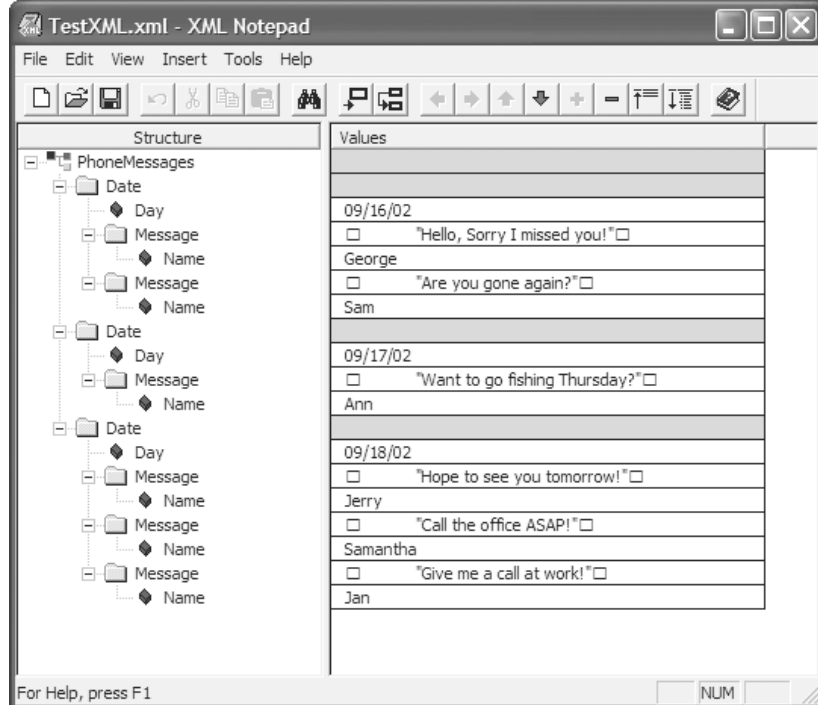 TestXML.xml - XML Notepad
File Edit View Insert Tools Help
Structure Values
PhoneMessages
Date
Day 09/16/02
Message "Hello, Sorry I missed you!"
Name George
Message "Are you gone again?"
Name Sam
Date
Day 09/17/02
Message "Want to go fishing Thursday?"
Name Ann
Date
Day 09/18/02
Message "Hope to see you tomorrow!"
Name Jerry
Message "Call the office ASAP!"
Name Samantha
Message "Give me a call at work!"
Name Jan
For Help, press F1 NUM